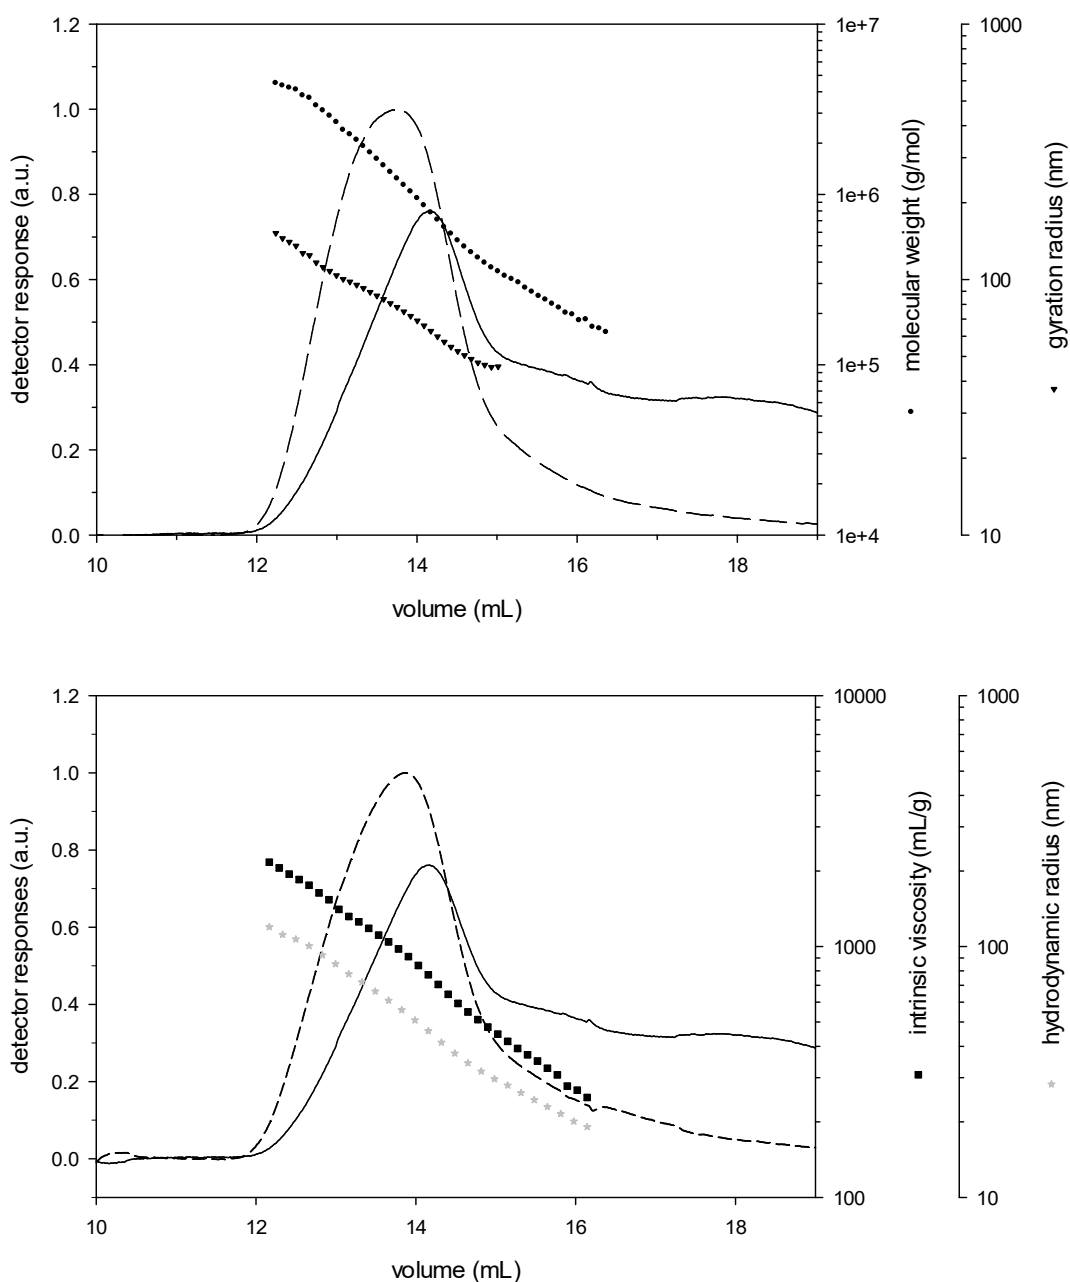 1.2
1.0
0.8
0.6
0.4
0.2
0.0
detector response (a.u.)
10
12
14
16
18
volume (mL)
1e+7
1e+6
1e+5
1e+4
molecular weight (g/mol)
1000
100
10
gyration radius (nm)
1.2
1.0
0.8
0.6
0.4
0.2
0.0
detector responses (a.u.)
10
12
14
16
18
volume (mL)
10000
1000
100
intrinsic viscosity (mL/g)
1000
100
10
hydrodynamic radius (nm)